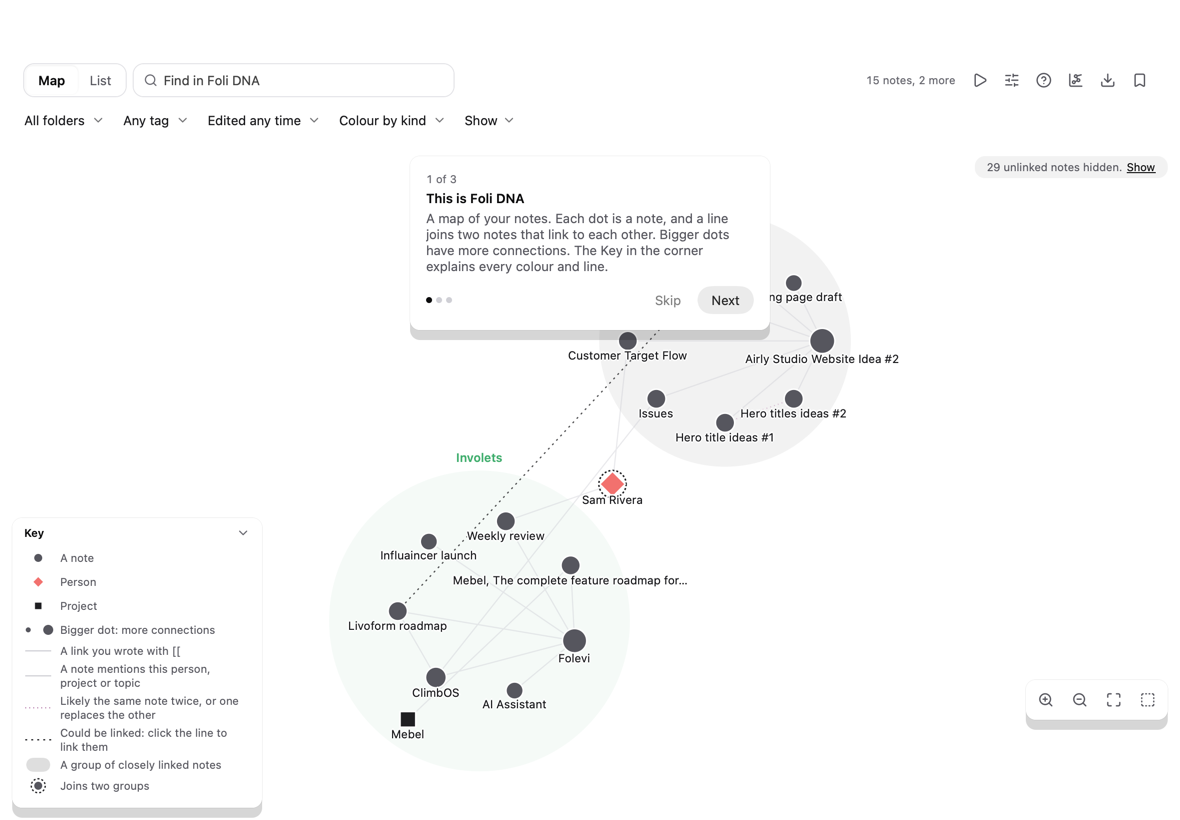 Map
List
Find in Foli DNA
15 notes, 2 more
All folders
Any tag
Edited any time
Colour by kind
Show
29 unlinked notes hidden. Show
1 of 3
This is Foli DNA
A map of your notes. Each dot is a note, and a line
joins two notes that link to each other. Bigger dots
have more connections. The Key in the corner
explains every colour and line.
Skip
Next
page draft
Customer Target Flow
Airly Studio Website Idea #2
Issues
Hero titles ideas #2
Hero title ideas #1
Involets
Sam Rivera
Weekly review
Influaincer launch
Mebel, The complete feature roadmap for...
Livoform roadmap
Folevi
ClimbOS
AI Assistant
Mebel
Key
A note
Person
Project
Bigger dot: more connections
A link you wrote with [[
A note mentions this person,
project or topic
Likely the same note twice, or one
replaces the other
Could be linked: click the line to
link them
A group of closely linked notes
Joins two groups